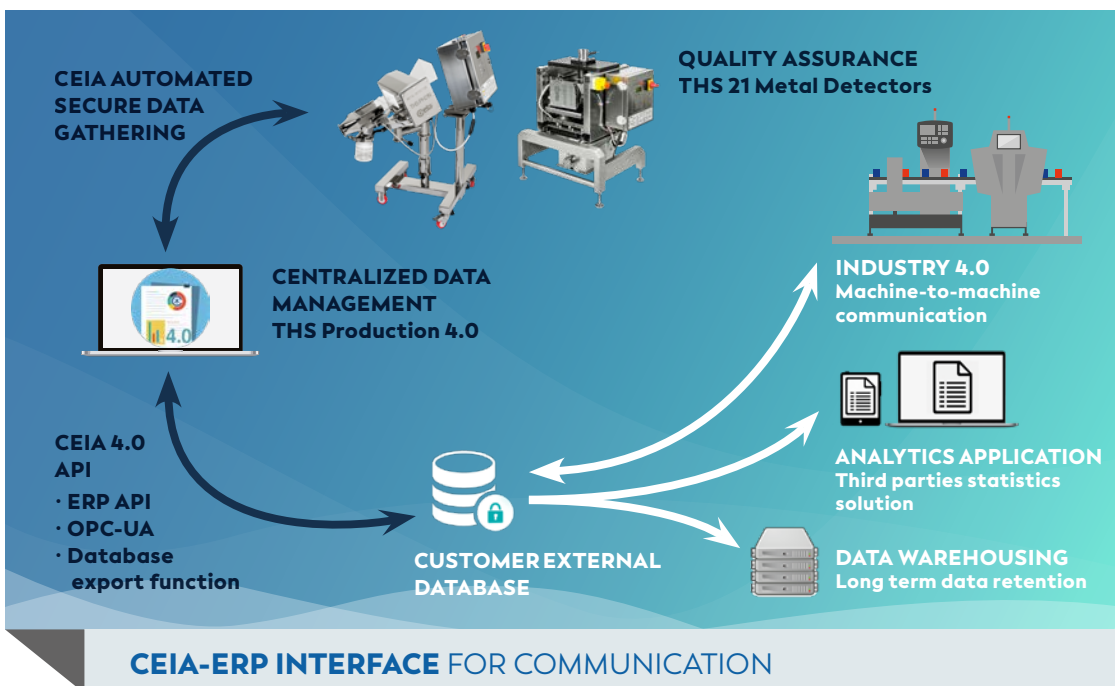 CEIA AUTOMATED
SECURE DATA
GATHERING
QUALITY ASSURANCE
THS 21 Metal Detectors
CENTRALIZED DATA
MANAGEMENT
THS Production 4.0
4.0
INDUSTRY 4.0
Machine-to-machine
communication
CEIA 4.0
API
· ERP API
· OPC-UA
· Database
export function
CUSTOMER EXTERNAL
DATABASE
ANALYTICS APPLICATION
Third parties statistics
solution
DATA WAREHOUSING
Long term data retention
CEIA-ERP INTERFACE FOR COMMUNICATION